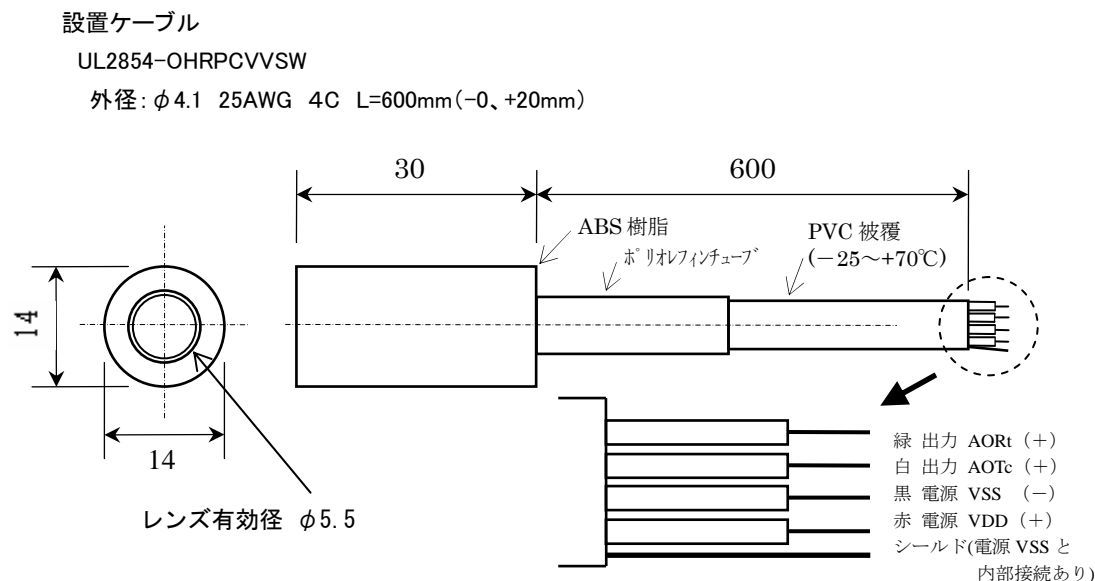 設置ケーブル
UL2854-OHRPCVVSW
外径：φ4.1 25AWG 4C L=600mm(-0、+20mm)
30
600
ABS 樹脂
ポリオレフィンチューブ
PVC 被覆
(－25～+70℃)
14
14
レンズ有効径 φ5.5
緑 出力 AORt (+)
白 出力 AOTc (+)
黒 電源 VSS (－)
赤 電源 VDD (+)
シールド(電源 VSS と
内部接続あり)